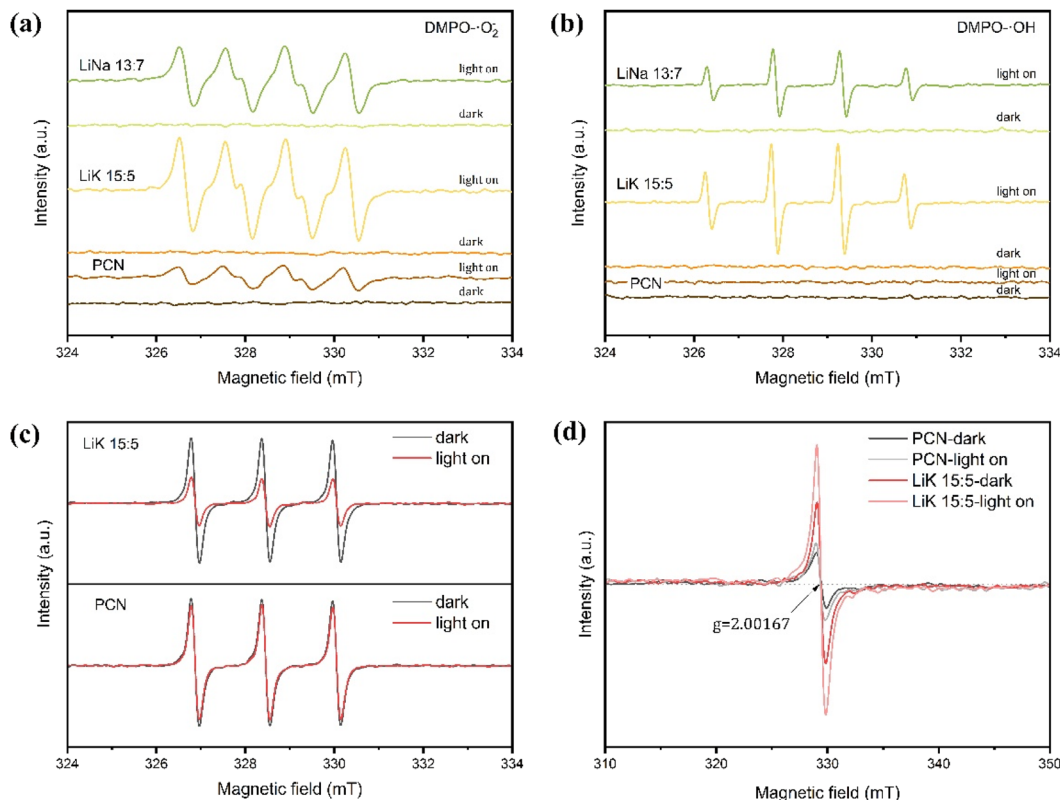 (a)
DMPO-·O₂⁻
LiNa 13:7
light on
dark
LiK 15:5
light on
dark
PCN
light on
dark
Intensity (a.u.)
324 326 328 330 332 334
Magnetic field (mT)
(b)
DMPO-·OH
LiNa 13:7
light on
dark
LiK 15:5
light on
dark
light on
PCN
dark
Intensity (a.u.)
324 326 328 330 332 334
Magnetic field (mT)
(c)
LiK 15:5
dark
light on
Intensity (a.u.)
PCN
dark
light on
Intensity (a.u.)
324 326 328 330 332 334
Magnetic field (mT)
(d)
PCN-dark
PCN-light on
LiK 15:5-dark
LiK 15:5-light on
g=2.00167
Intensity (a.u.)
310 320 330 340 350
Magnetic field (mT)